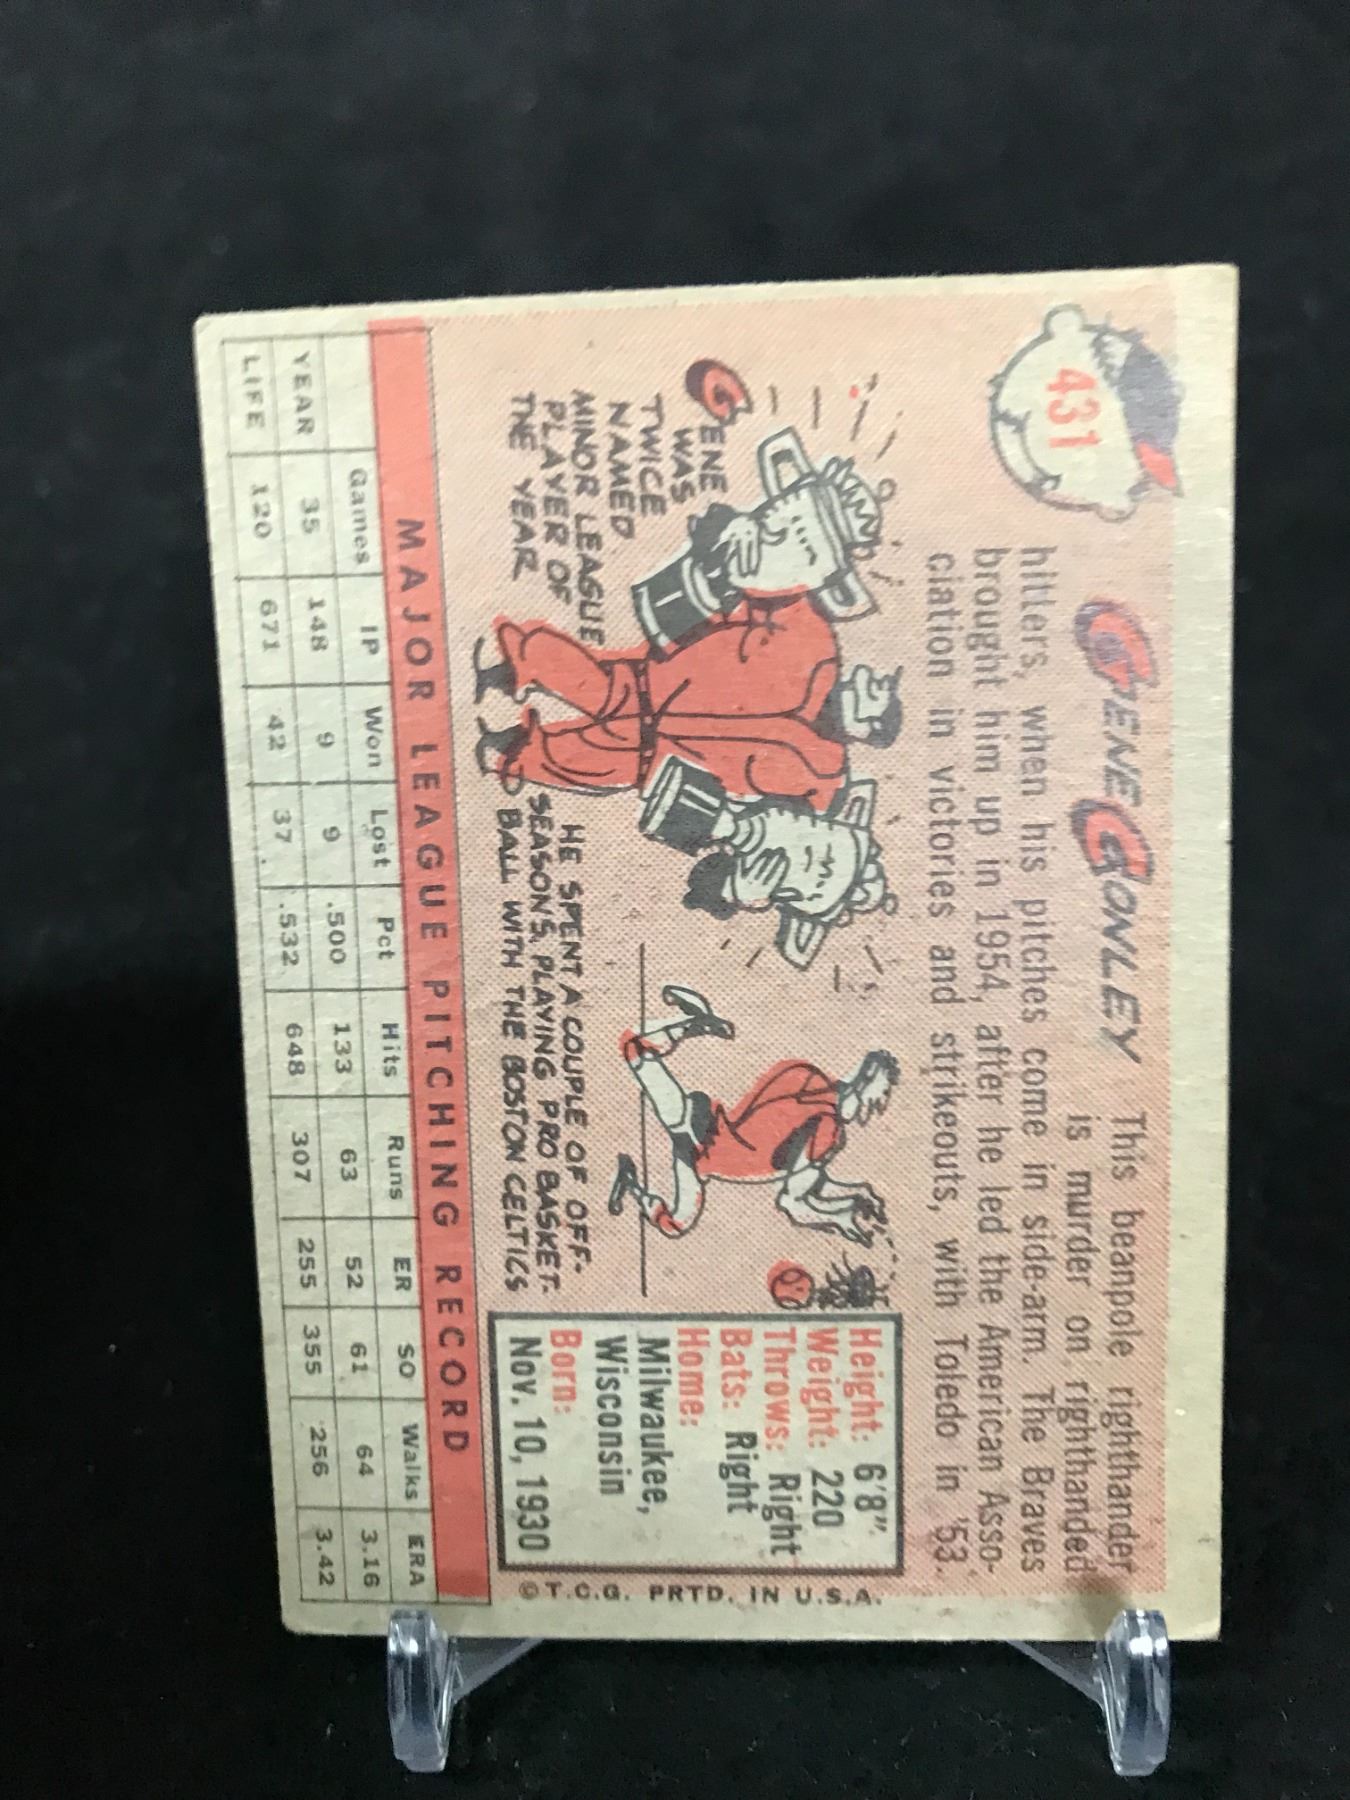 431
GENE CONLEY
This beanpole righthander
is murder on righthanded
hitters, when his pitches come in side-arm. The Braves
brought him up in 1954, after he led the American Asso-
ciation in victories and strikeouts, with Toledo in '53.
GENE
WAS
TWICE
NAMED
MINOR LEAGUE
PLAYER OF
THE YEAR
HE SPENT A COUPLE OF OFF-
SEASONS, PLAYING PRO BASKET-
BALL WITH THE BOSTON CELTICS
Height: 6'8"
Weight: 220
Throws: Right
Bats: Right
Home:
Milwaukee,
Wisconsin
Born:
Nov. 10, 1930
© T.C.G. PRTD. IN U.S.A.
MAJOR LEAGUE PITCHING RECORD
Games IP Won Lost Pct Hits Runs ER SO Walks ERA
YEAR 35 148 9 9 .500 133 63 52 61 64 3.16
LIFE 120 671 42 37 .532 648 307 255 355 256 3.42